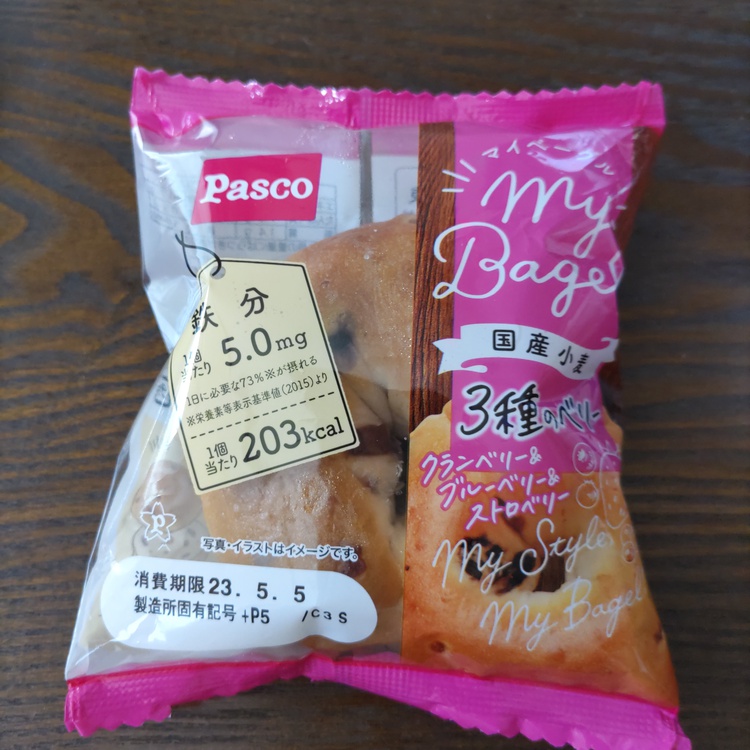 Pasco
鉄分
1個当たり 5.0mg
1日に必要な73%※が摂れる
※栄養素等表示基準値(2015)より
1個当たり 203kcal
写真・イラストはイメージです。
消費期限23.5.5
製造所固有記号+P5 /C3S
マイベーグル
My
Bagel
国産小麦
3種のベリー
クランベリー&
ブルーベリー&
ストロベリー
My Style
My Bagel